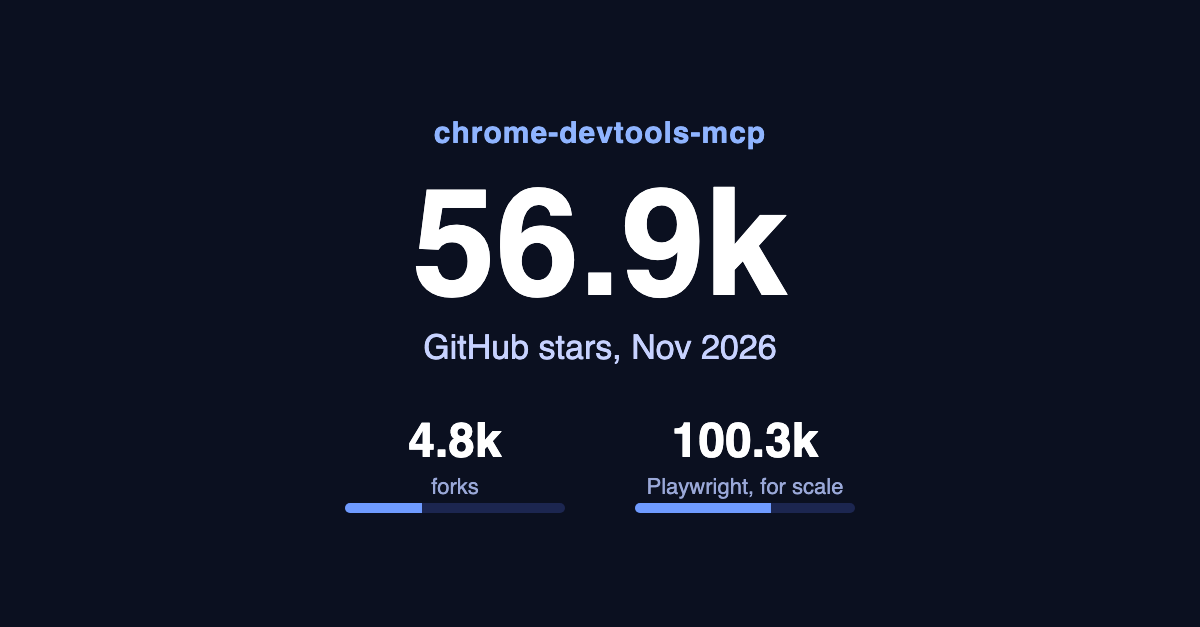 chrome-devtools-mcp
56.9k
GitHub stars, Nov 2026
4.8k
forks
100.3k
Playwright, for scale